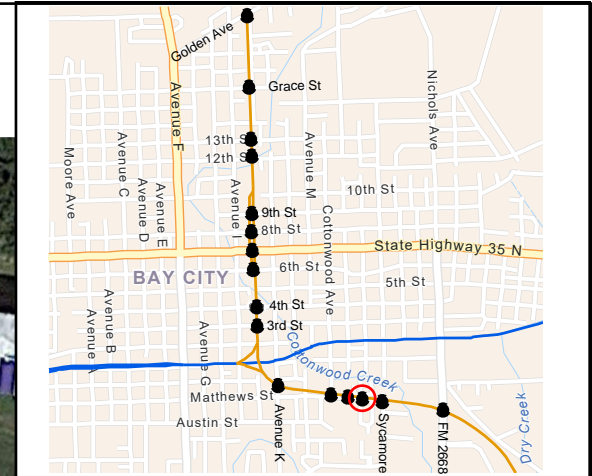 Golden Ave
Grace St
Nichols Ave
Avenue F
13th S
12th S
Avenue M
Avenue C
Moore Ave
Avenue D
Avenue E
Avenue I
10th St
9th St
8th St
Cottonwood Ave
State Highway 35 N
6th St
BAY CITY
5th St
4th St
3rd St
Avenue B
Avenue A
Avenue G
Cottonwood Creek
Matthews St
Austin St
Avenue K
Sycamore
FM 2668
Dry Creek